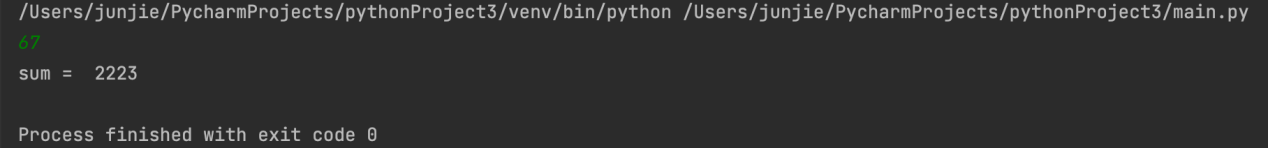 /Users/junjie/PycharmProjects/pythonProject3/venv/bin/python /Users/junjie/PycharmProjects/pythonProject3/main.py
67
sum =  2223
Process finished with exit code 0